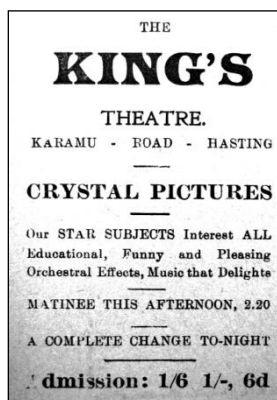 THE
KING'S
THEATRE.
KARAMU - ROAD - HASTING
CRYSTAL PICTURES
Our STAR SUBJECTS Interest ALL
Educational, Funny and Pleasing
Orchestral Effects, Music that Delights
MATINEE THIS AFTERNOON, 2.20
A COMPLETE CHANGE TO-NIGHT
Admission: 1/6 1/-, 6d